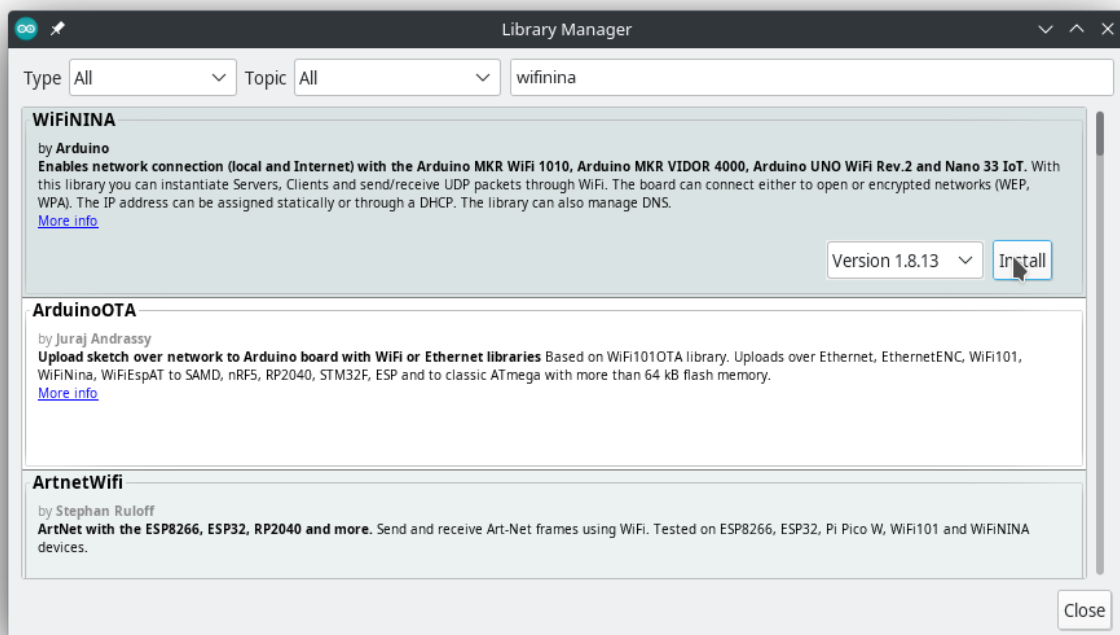 Library Manager
Type All Topic All wifinina
WiFiNINA
by Arduino
Enables network connection (local and Internet) with the Arduino MKR WiFi 1010, Arduino MKR VIDOR 4000, Arduino UNO WiFi Rev.2 and Nano 33 IoT. With
this library you can instantiate Servers, Clients and send/receive UDP packets through WiFi. The board can connect either to open or encrypted networks (WEP,
WPA). The IP address can be assigned statically or through a DHCP. The library can also manage DNS.
More info
Version 1.8.13 Install
ArduinoOTA
by Juraj Andrassy
Upload sketch over network to Arduino board with WiFi or Ethernet libraries Based on WiFi101OTA library. Uploads over Ethernet, EthernetENC, WiFi101,
WiFiNina, WiFiEspAT to SAMD, nRF5, RP2040, STM32F, ESP and to classic ATmega with more than 64 kB flash memory.
More info
ArtnetWifi
by Stephan Ruloff
ArtNet with the ESP8266, ESP32, RP2040 and more. Send and receive Art-Net frames using WiFi. Tested on ESP8266, ESP32, Pi Pico W, WiFi101 and WiFiNINA
devices.
Close